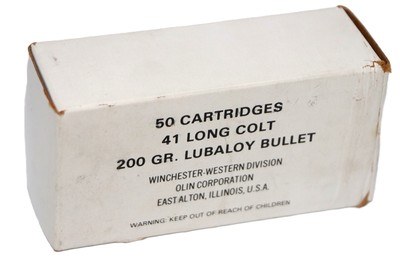 50 CARTRIDGES
41 LONG COLT
200 GR. LUBALOY BULLET
WINCHESTER-WESTERN DIVISION
OLIN CORPORATION
EAST ALTON, ILLINOIS, U.S.A.
WARNING: KEEP OUT OF REACH OF CHILDREN